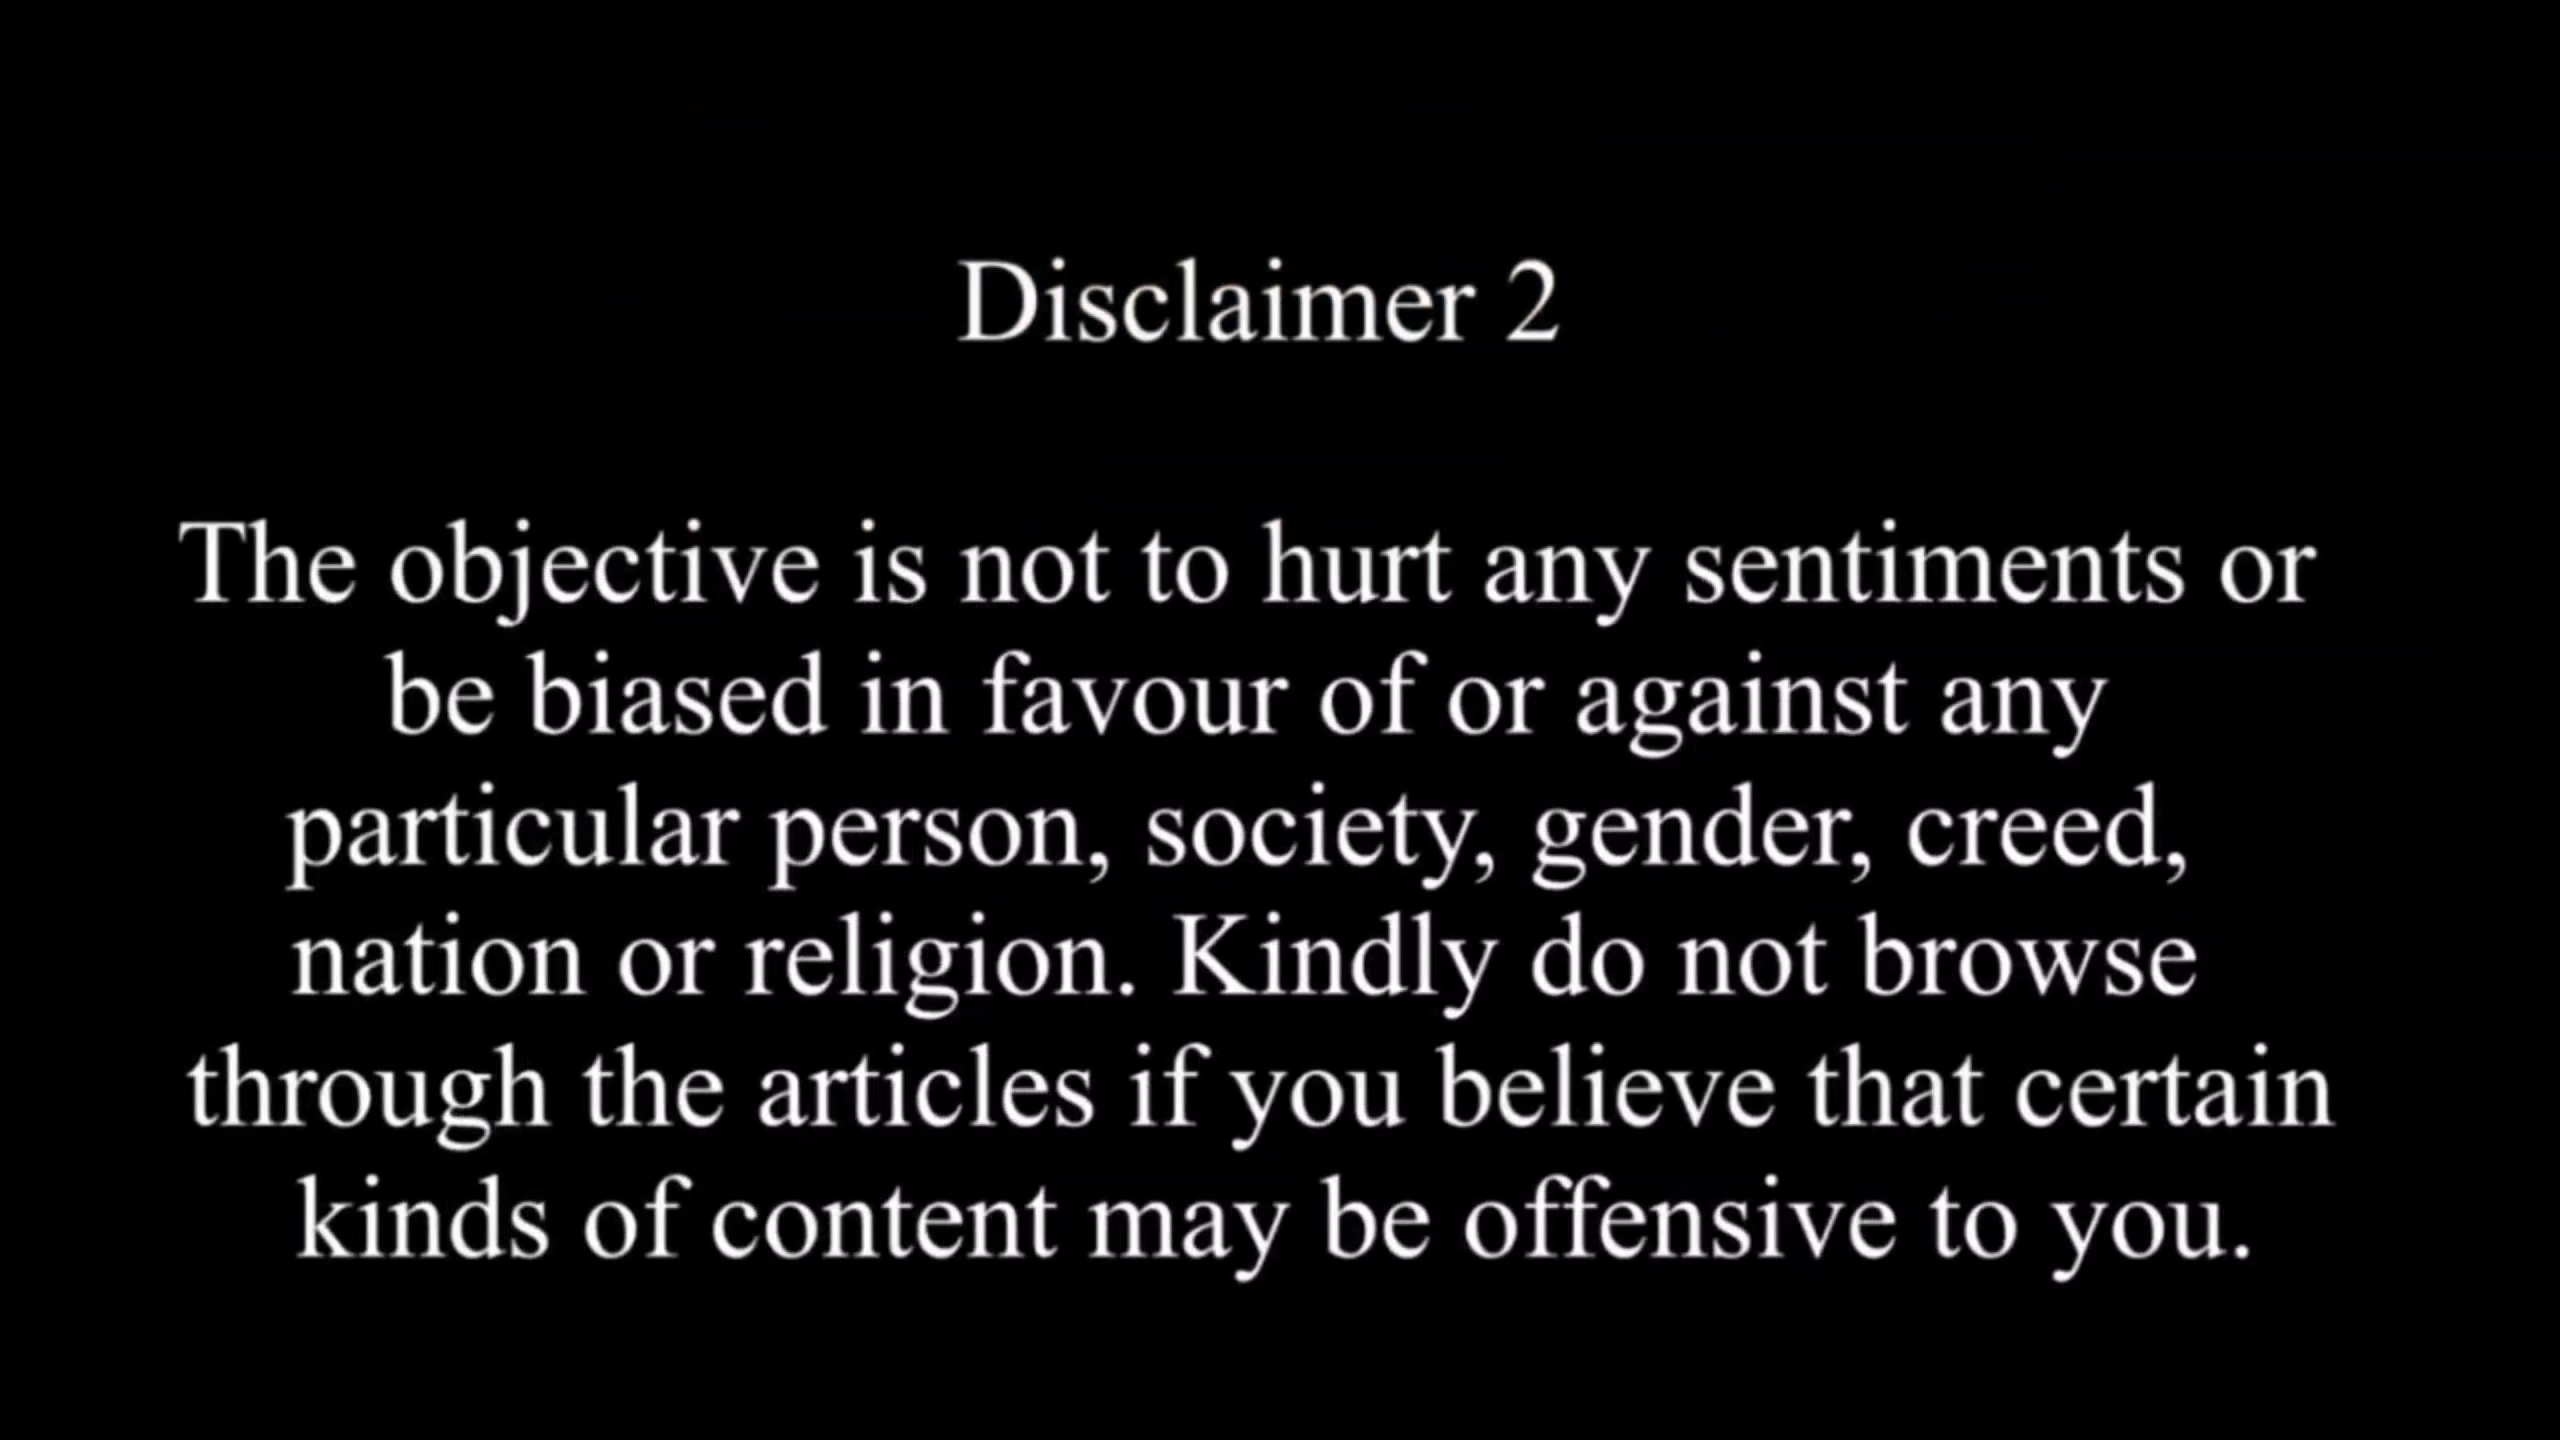 Disclaimer 2
The objective is not to hurt any sentiments or
be biased in favour of or against any
particular person, society, gender, creed,
nation or religion. Kindly do not browse
through the articles if you believe that certain
kinds of content may be offensive to you.